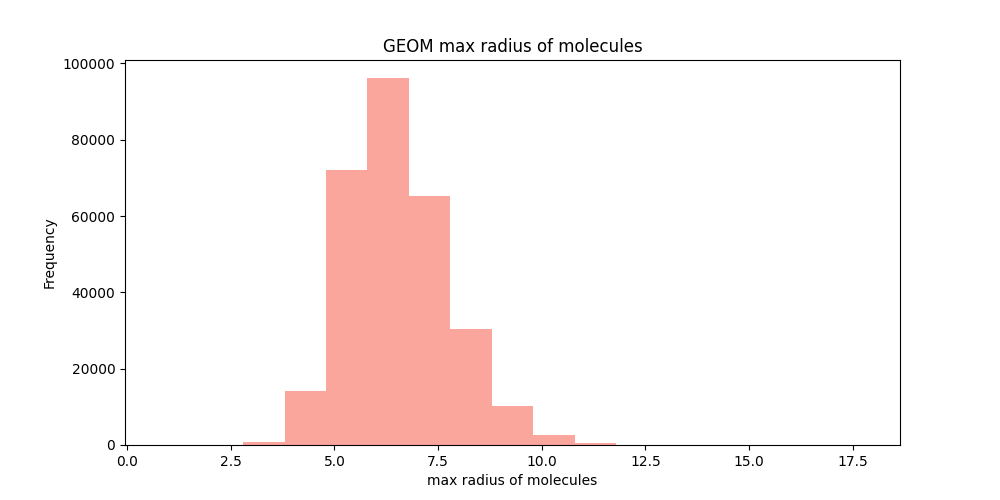 GEOM max radius of molecules
100000
80000
60000
40000
20000
0
Frequency
0.0 2.5 5.0 7.5 10.0 12.5 15.0 17.5
max radius of molecules